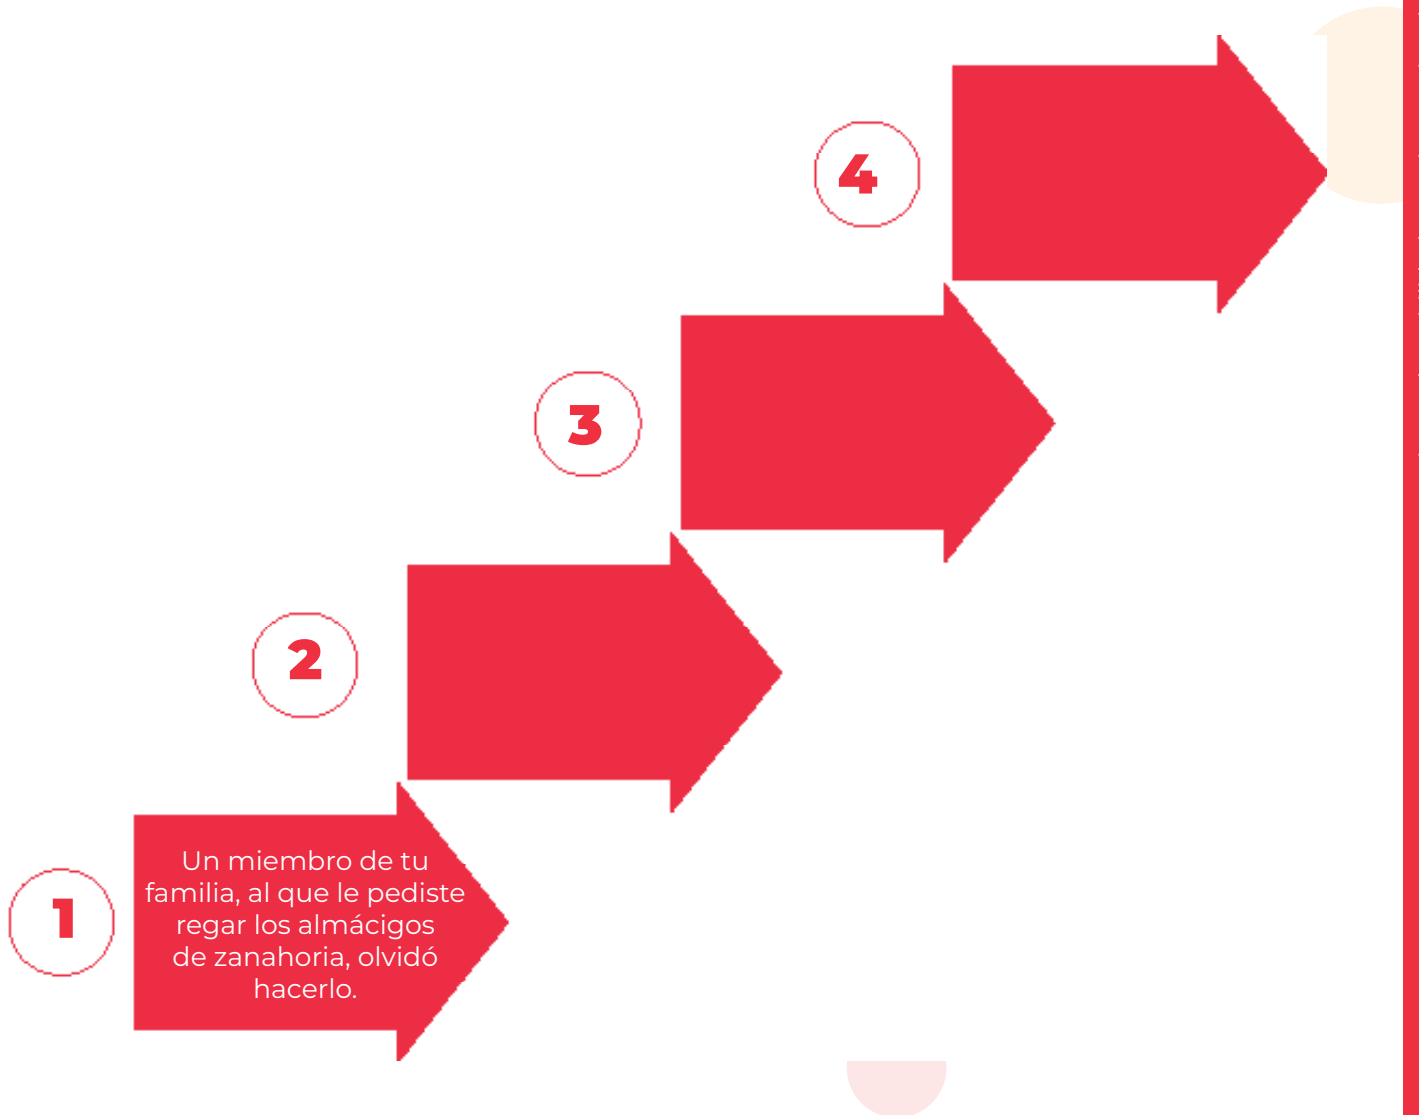 4
3
2
1
Un miembro de tu
familia, al que le pediste
regar los almácigos
de zanahoria, olvidó
hacerlo.